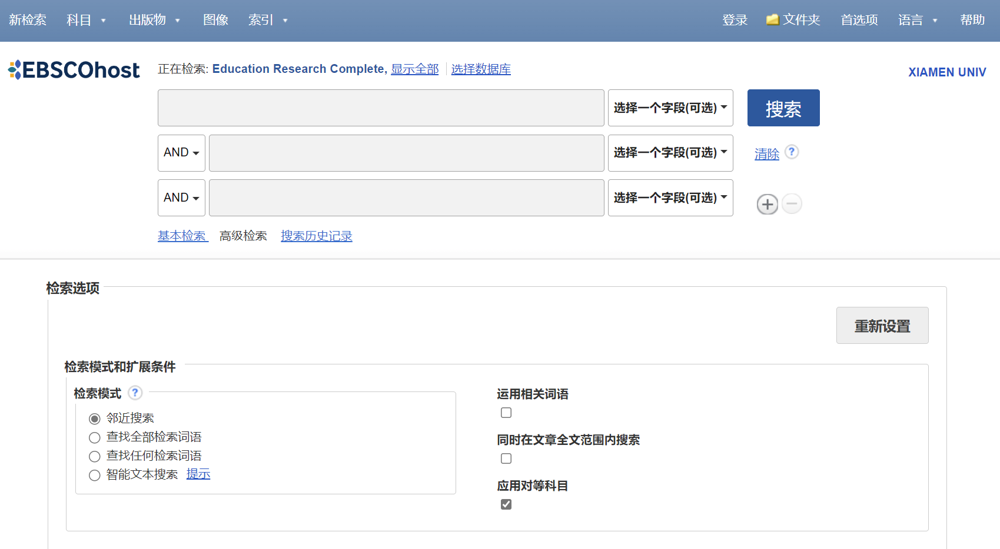 新检索 科目 出版物 图像 索引 登录 文件夹 首选项 语言 帮助
EBSCOhost 正在检索: Education Research Complete, 显示全部 选择数据库 XIAMEN UNIV
选择一个字段(可选) 搜索
AND 选择一个字段(可选) 清除 ?
AND 选择一个字段(可选)
基本检索 高级检索 搜索历史记录
检索选项
重新设置
检索模式和扩展条件
检索模式 ?
邻近搜索
查找全部检索词语
查找任何检索词语
智能文本搜索 提示
运用相关词语
同时在文章全文范围内搜索
应用对等科目